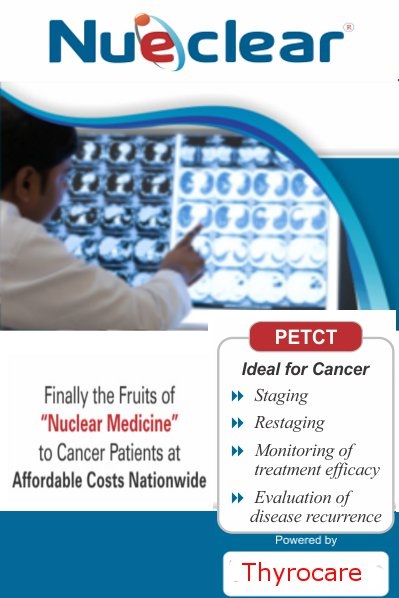 Nueclear®
PETCT
Ideal for Cancer
Staging
Restaging
Monitoring of
treatment efficacy
Evaluation of
disease recurrence
Finally the Fruits of
“Nuclear Medicine”
to Cancer Patients at
Affordable Costs Nationwide
Powered by
Thyrocare